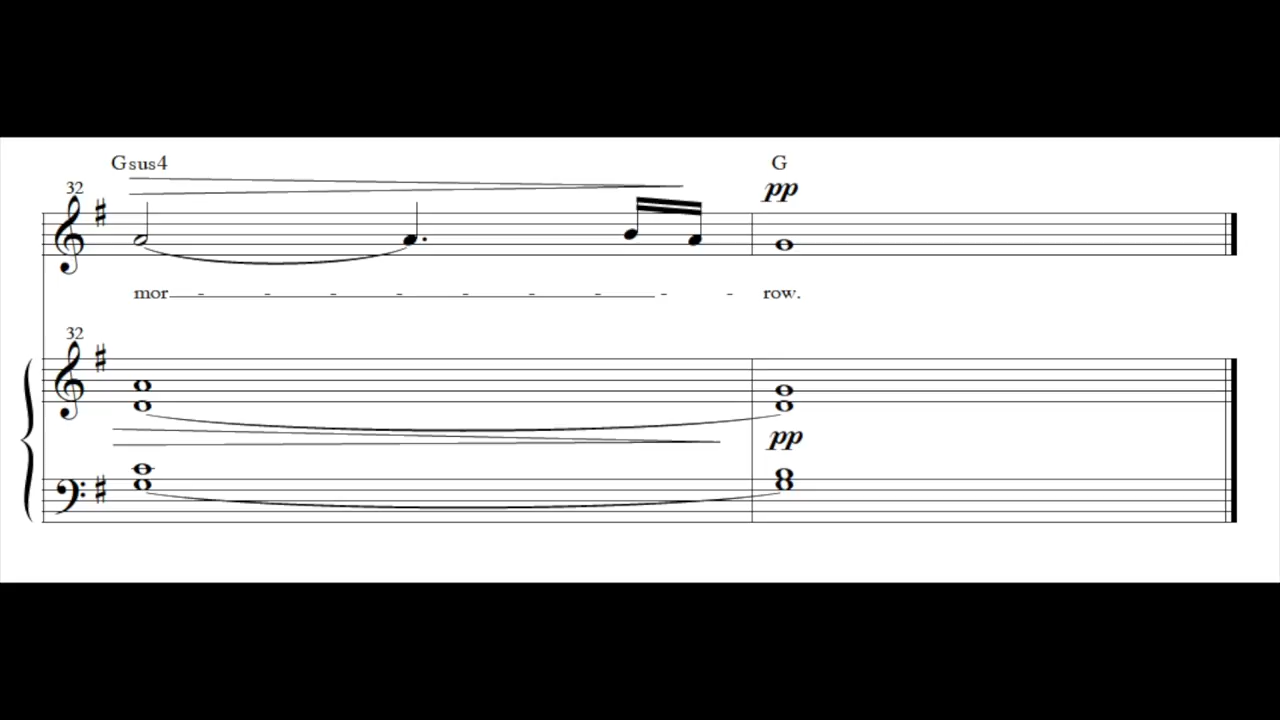 Gsus4 G
32 pp
mor - - - - - - - - - row.
32
pp